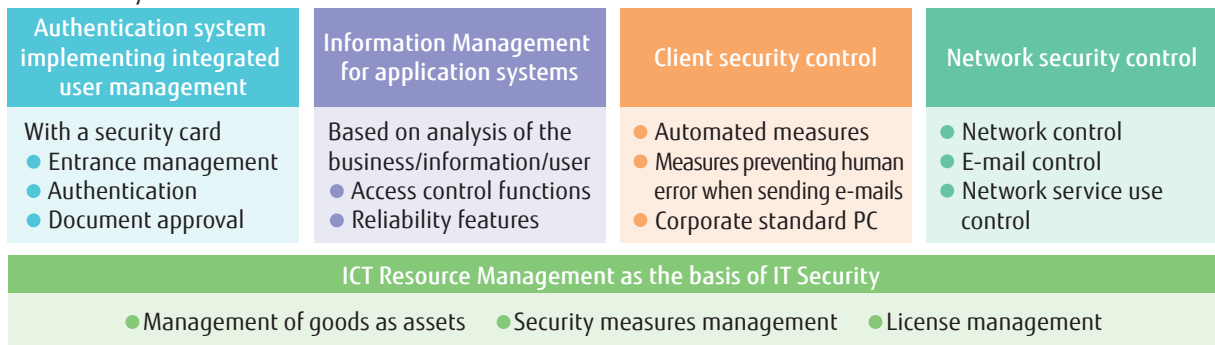 Authentication system
implementing integrated
user management
With a security card
● Entrance management
● Authentication
● Document approval
Information Management
for application systems
Based on analysis of the
business/information/user
● Access control functions
● Reliability features
Client security control
● Automated measures
● Measures preventing human
error when sending e-mails
● Corporate standard PC
Network security control
● Network control
● E-mail control
● Network service use
control
ICT Resource Management as the basis of IT Security
● Management of goods as assets ● Security measures management ● License management